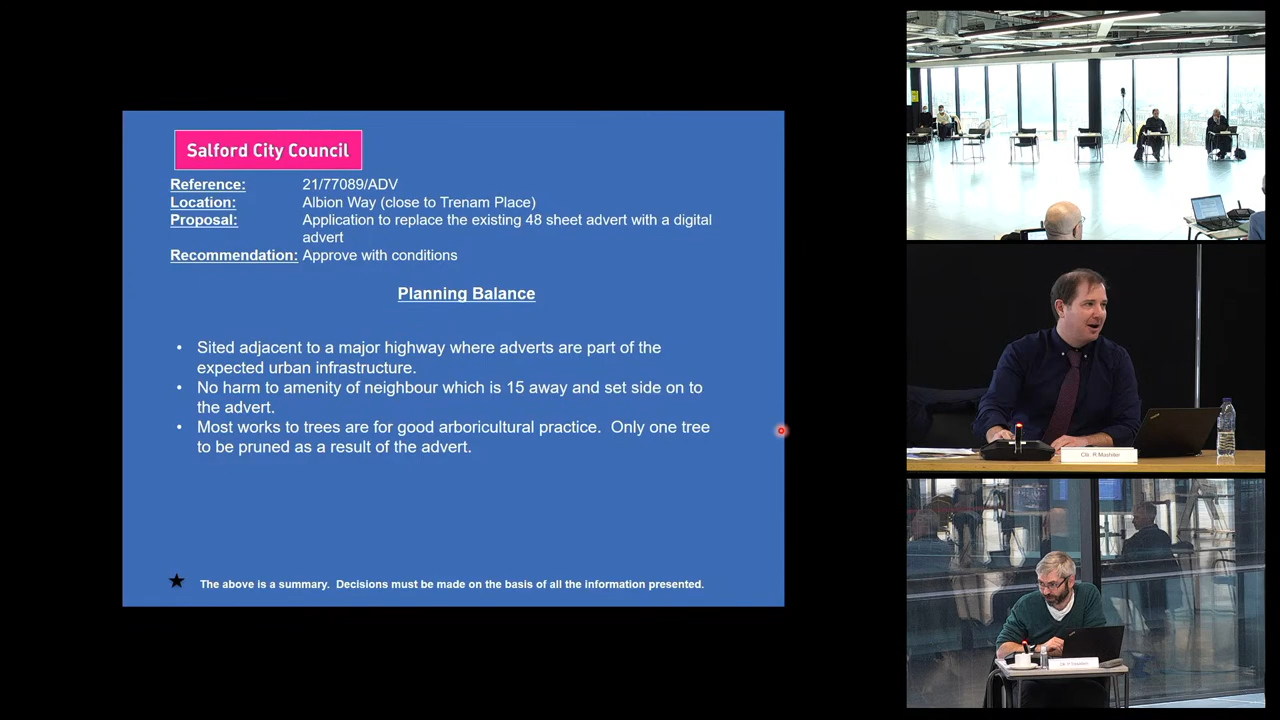 Salford City Council
Reference: 21/77089/ADV
Location: Albion Way (close to Trenam Place)
Proposal: Application to replace the existing 48 sheet advert with a digital
advert
Recommendation: Approve with conditions
Planning Balance
• Sited adjacent to a major highway where adverts are part of the
expected urban infrastructure.
• No harm to amenity of neighbour which is 15 away and set side on to
the advert.
• Most works to trees are for good arboricultural practice. Only one tree
to be pruned as a result of the advert.
★ The above is a summary. Decisions must be made on the basis of all the information presented.